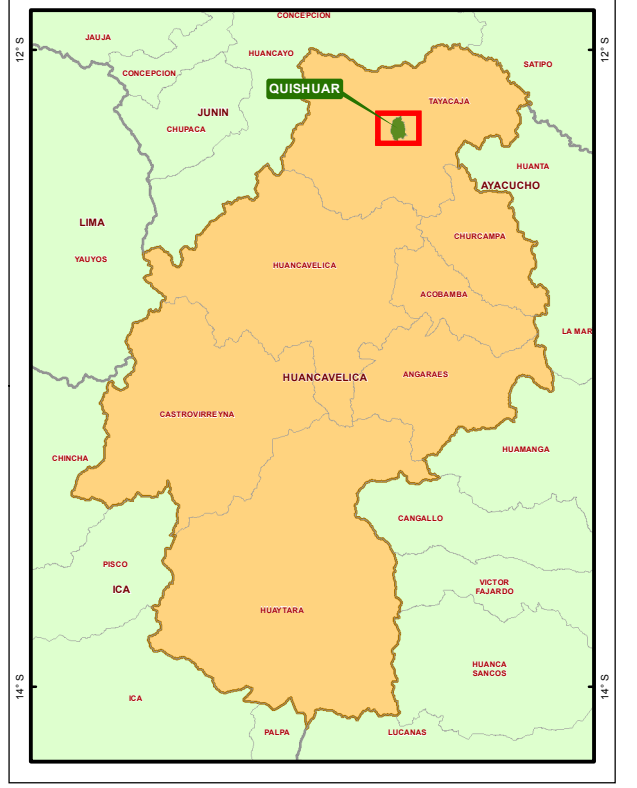 CONCEPCION
JAUJA
12° S
12° S
HUANCAYO
SATIPO
CONCEPCION
QUISHUAR
TAYACAJA
JUNIN
CHUPACA
HUANTA
AYACUCHO
LIMA
CHURCAMPA
YAUYOS
HUANCAVELICA
ACOBAMBA
LA MAR
HUANCAVELICA
ANGARAES
CASTROVIRREYNA
CHINCHA
HUAMANGA
CANGALLO
PISCO
ICA
VICTOR
FAJARDO
HUAYTARA
HUANCA
SANCOS
14° S
14° S
ICA
PALPA
LUCANAS